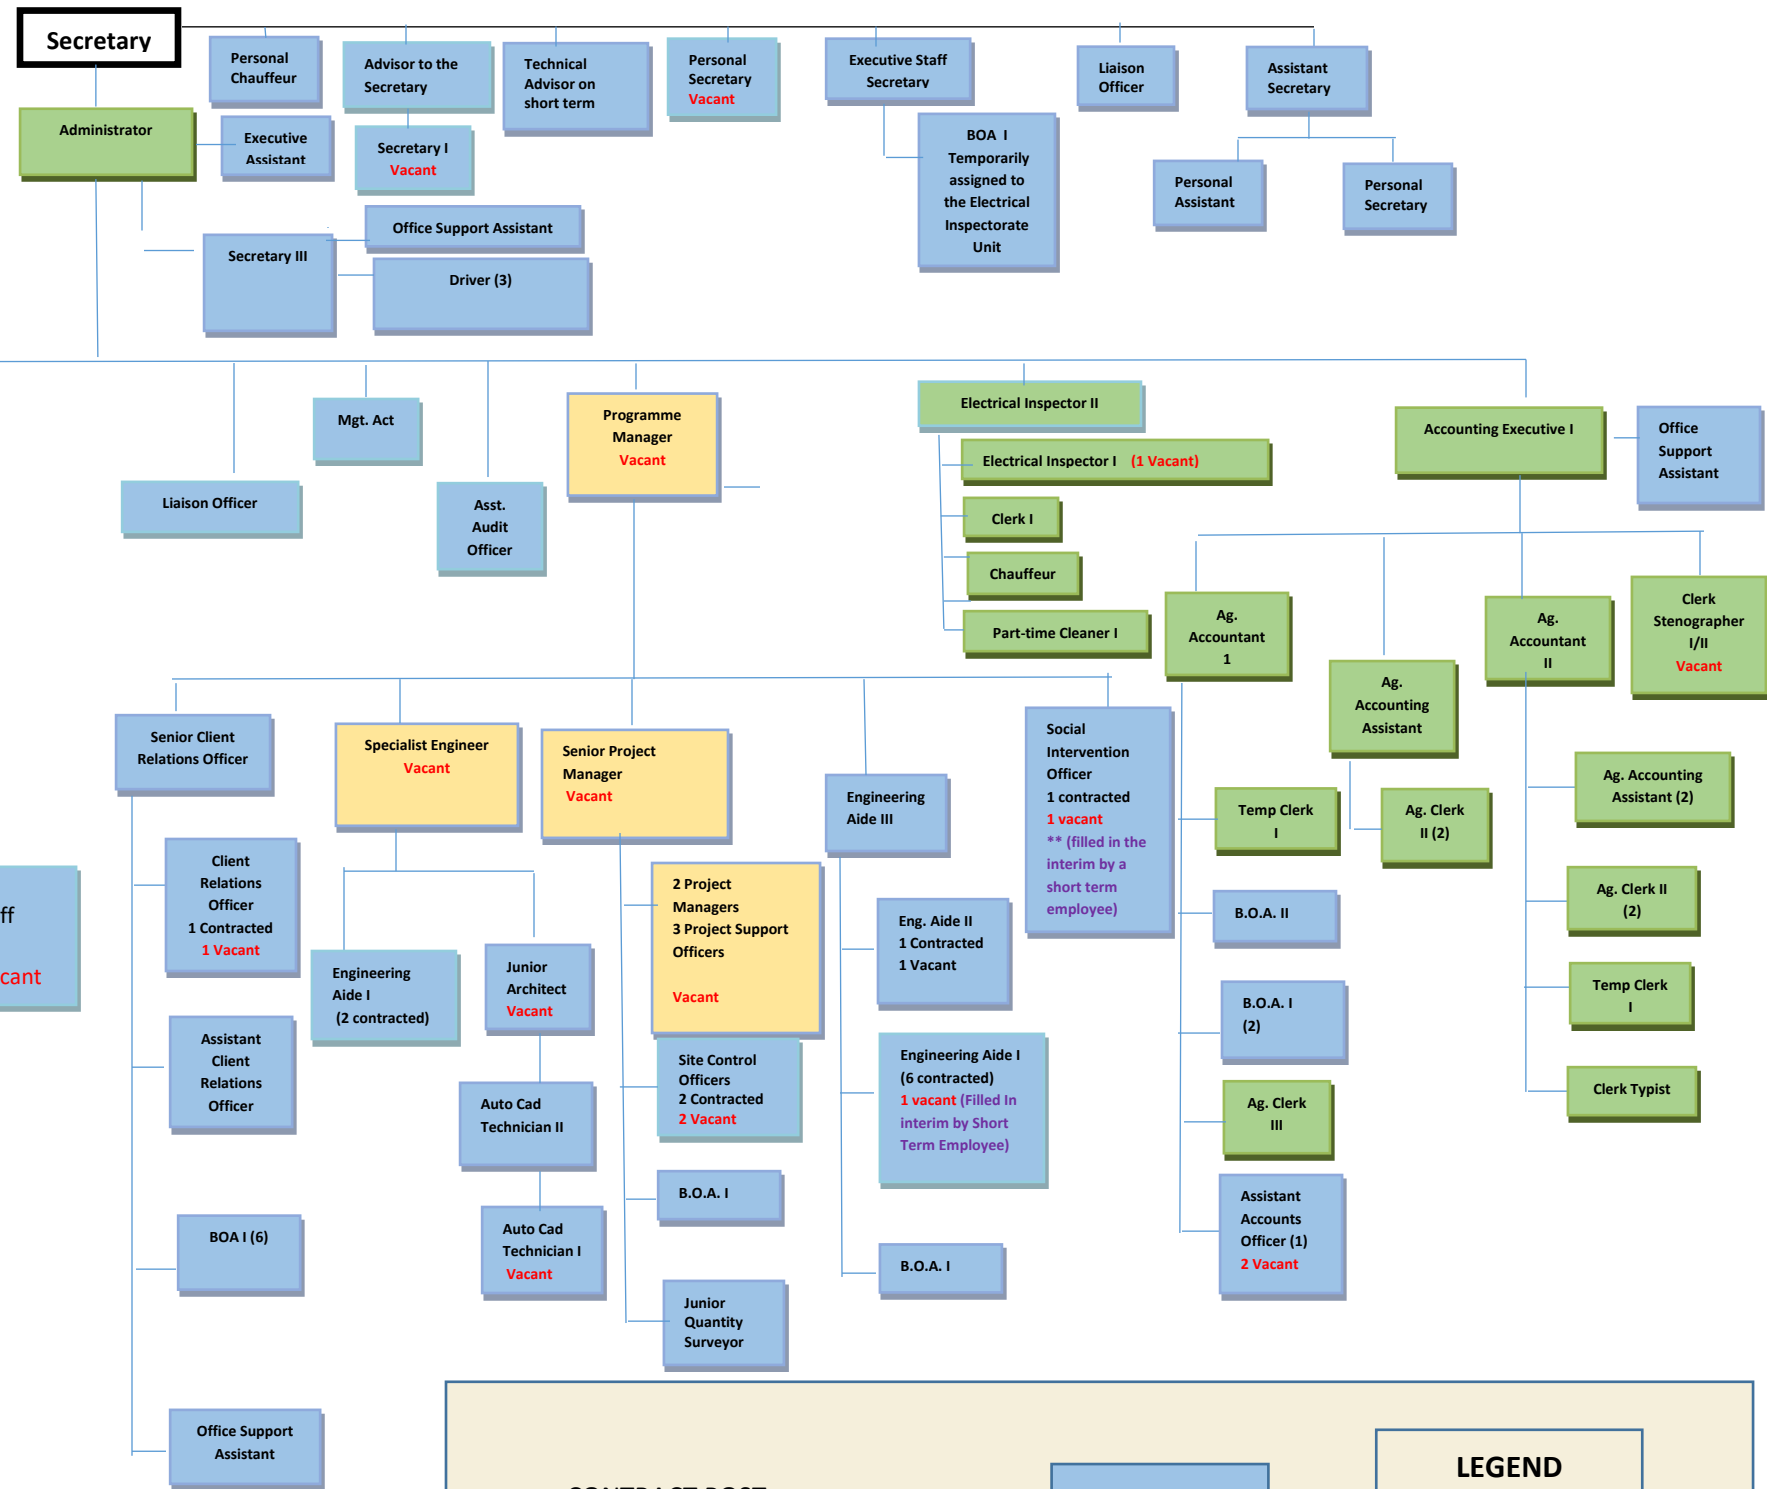 Secretary
Personal
Chauffeur
Advisor to the
Secretary
Technical
Advisor on
short term
Personal
Secretary
Vacant
Executive Staff
Secretary
Liaison
Officer
Assistant
Secretary
Administrator
Executive
Assistant
Secretary I
Vacant
BOA I
Temporarily
assigned to
the Electrical
Inspectorate
Unit
Personal
Assistant
Personal
Secretary
Office Support Assistant
Secretary III
Driver (3)
Liaison Officer
Mgt. Act
Asst.
Audit
Officer
Programme
Manager
Vacant
Electrical Inspector II
Electrical Inspector I (1 Vacant)
Clerk I
Chauffeur
Part-time Cleaner I
Accounting Executive I
Office
Support
Assistant
Ag.
Accountant
1
Ag.
Accounting
Assistant
Ag.
Accountant
II
Clerk
Stenographer
I/II
Vacant
Senior Client
Relations Officer
Specialist Engineer
Vacant
Senior Project
Manager
Vacant
Engineering
Aide III
Social
Intervention
Officer
1 contracted
1 vacant
** (filled in the
interim by a
short term
employee)
Temp Clerk
I
Ag. Clerk
II (2)
Ag. Accounting
Assistant (2)
ff
cant
Client
Relations
Officer
1 Contracted
1 Vacant
Engineering
Aide I
(2 contracted)
Junior
Architect
Vacant
2 Project
Managers
3 Project Support
Officers
Vacant
Eng. Aide II
1 Contracted
1 Vacant
B.O.A. II
Ag. Clerk II
(2)
Assistant
Client
Relations
Officer
Auto Cad
Technician II
Site Control
Officers
2 Contracted
2 Vacant
Engineering Aide I
(6 contracted)
1 vacant (Filled In
interim by Short
Term Employee)
B.O.A. I
(2)
Temp Clerk
I
Ag. Clerk
III
Clerk Typist
BOA I (6)
Auto Cad
Technician I
Vacant
B.O.A. I
B.O.A. I
Assistant
Accounts
Officer (1)
2 Vacant
Junior
Quantity
Surveyor
Office Support
Assistant
CONTRACT POST
LEGEND